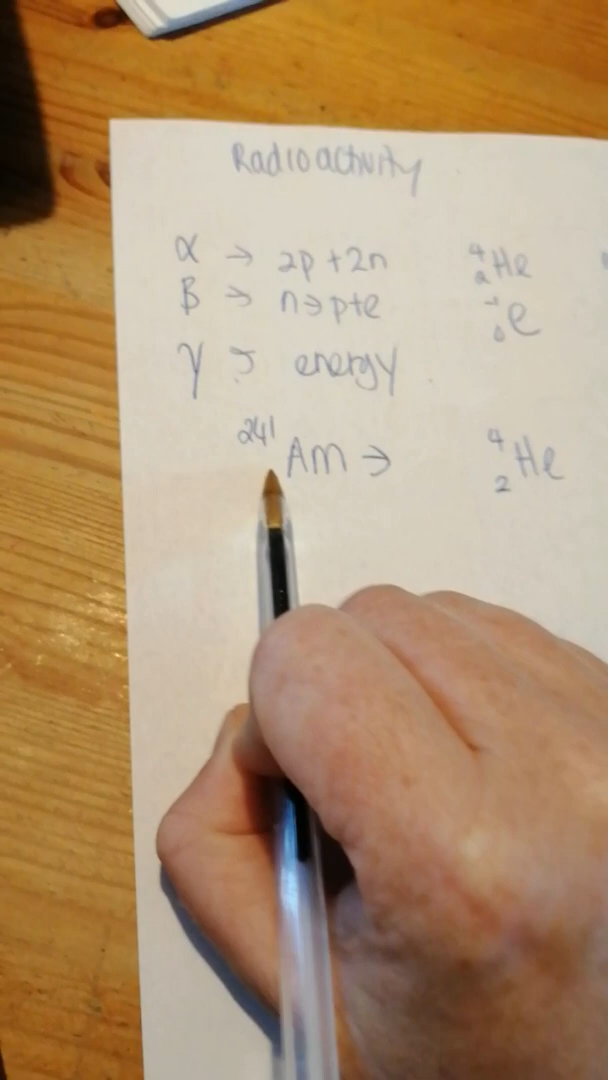 Radioactivity
α → 2p+2n ⁴₂He
β → n→p+e ⁻¹₀e
γ → energy
²⁴¹Am → ⁴₂He